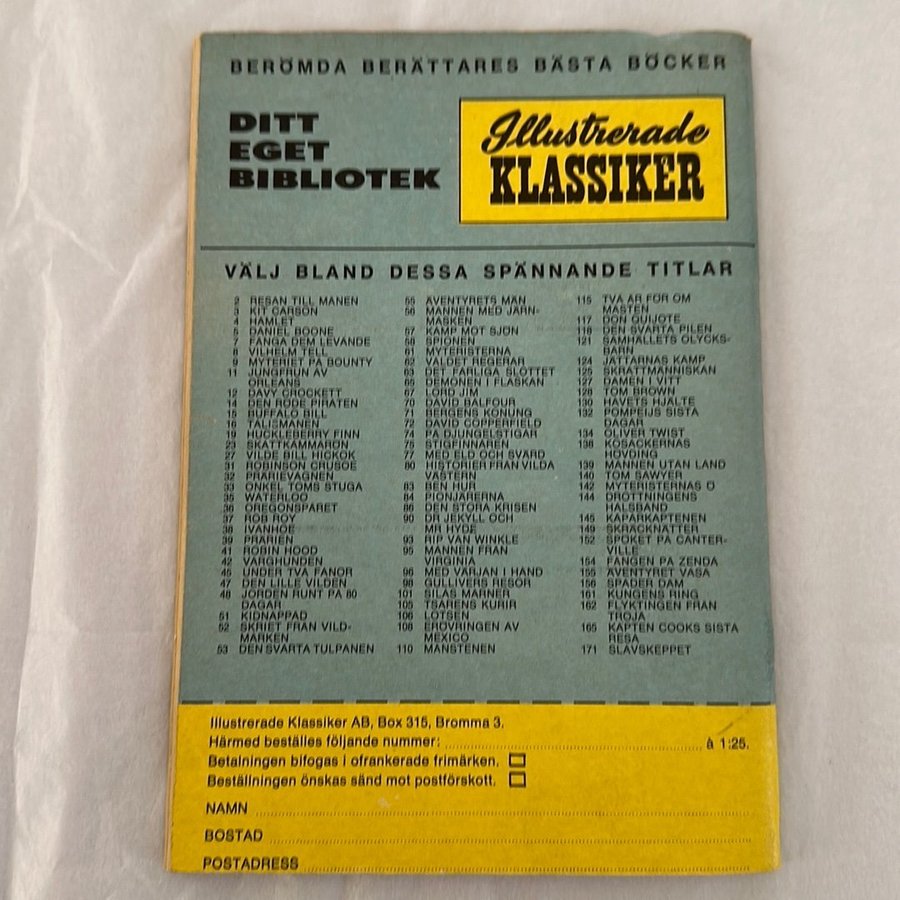 BERÖMDA BERÄTTARES BÄSTA BÖCKER
DITT
EGET
BIBLIOTEK
Illustrerade
KLASSIKER
VÄLJ BLAND DESSA SPÄNNANDE TITLAR
2 RESAN TILL MÅNEN
3 KIT CARSON
4 HAMLET
5 DANIEL BOONE
7 FÅNGA DEM LEVANDE
8 VILHELM TELL
9 MYTERIET PÅ BOUNTY
11 JUNGFRUN AV
ORLEANS
12 DAVY CROCKETT
14 DEN RÖDE PIRATEN
15 BUFFALO BILL
16 TALISMANEN
19 HUCKLEBERRY FINN
23 SKATTKAMMARÖN
27 VILDE BILL HICKOK
31 ROBINSON CRUSOE
32 PRÄRIEVAGNEN
33 ONKEL TOMS STUGA
35 WATERLOO
36 OREGONSPÅRET
37 ROB ROY
38 IVANHOE
39 PRÄRIEN
41 ROBIN HOOD
42 VARGHUNDEN
45 UNDER TVÅ FANOR
47 DEN LILLE VILDEN
48 JORDEN RUNT PÅ 80
DAGAR
51 KIDNAPPAD
52 SKRIET FRÅN VILD-
MARKEN
53 DEN SVARTA TULPANEN
55 ÄVENTYRETS MÄN
56 MANNEN MED JÄRN-
MASKEN
57 KAMP MOT SJÖN
58 SPIONEN
61 MYTERISTERNA
62 VÅLDET REGERAR
63 DET FARLIGA SLOTTET
65 DEMONEN I FLASKAN
67 LORD JIM
70 DAVID BALFOUR
71 BERGENS KONUNG
72 DAVID COPPERFIELD
74 PÅ DJUNGELSTIGAR
75 STIGFINNAREN
77 MED ELD OCH SVÄRD
80 HISTORIER FRÅN VILDA
VÄSTERN
83 BEN HUR
84 PIONJÄRERNA
86 DEN STORA KRISEN
90 DR JEKYLL OCH
MR HYDE
93 RIP VAN WINKLE
95 MANNEN FRÅN
VIRGINIA
96 MED VÄRJAN I HAND
98 GULLIVERS RESOR
101 SILAS MARNER
105 TSARENS KURIR
106 LOTSEN
108 ERÖVRINGEN AV
MEXICO
110 MÅNSTENEN
115 TVÅ ÅR FÖR OM
MASTEN
117 DON QUIJOTE
118 DEN SVARTA PILEN
121 SAMHÄLLETS OLYCKS-
BARN
124 JÄTTARNAS KAMP
125 SKRATTMÄNNISKAN
127 DAMEN I VITT
128 TOM BROWN
130 HAVETS HJÄLTE
132 POMPEJIS SISTA
DAGAR
134 OLIVER TWIST
138 KOSACKERNAS
HÖVDING
139 MANNEN UTAN LAND
140 TOM SAWYER
142 MYTERISTERNAS Ö
144 DROTTNINGENS
HALSBAND
145 KAPARKAPTENEN
149 SKRÄCKNÄTTER
152 SPÖKET PÅ CANTER-
VILLE
154 FÅNGEN PÅ ZENDA
155 ÄVENTYRET VASA
156 SPADER DAM
161 KUNGENS RING
162 FLYKTINGEN FRÅN
TROJA
165 KAPTEN COOKS SISTA
RESA
171 SLAVSKEPPET
Illustrerade Klassiker AB, Box 315, Bromma 3.
Härmed beställes följande nummer: à 1:25.
Betalningen bifogas i ofrankerade frimärken.
Beställningen önskas sänd mot postförskott.
NAMN
BOSTAD
POSTADRESS